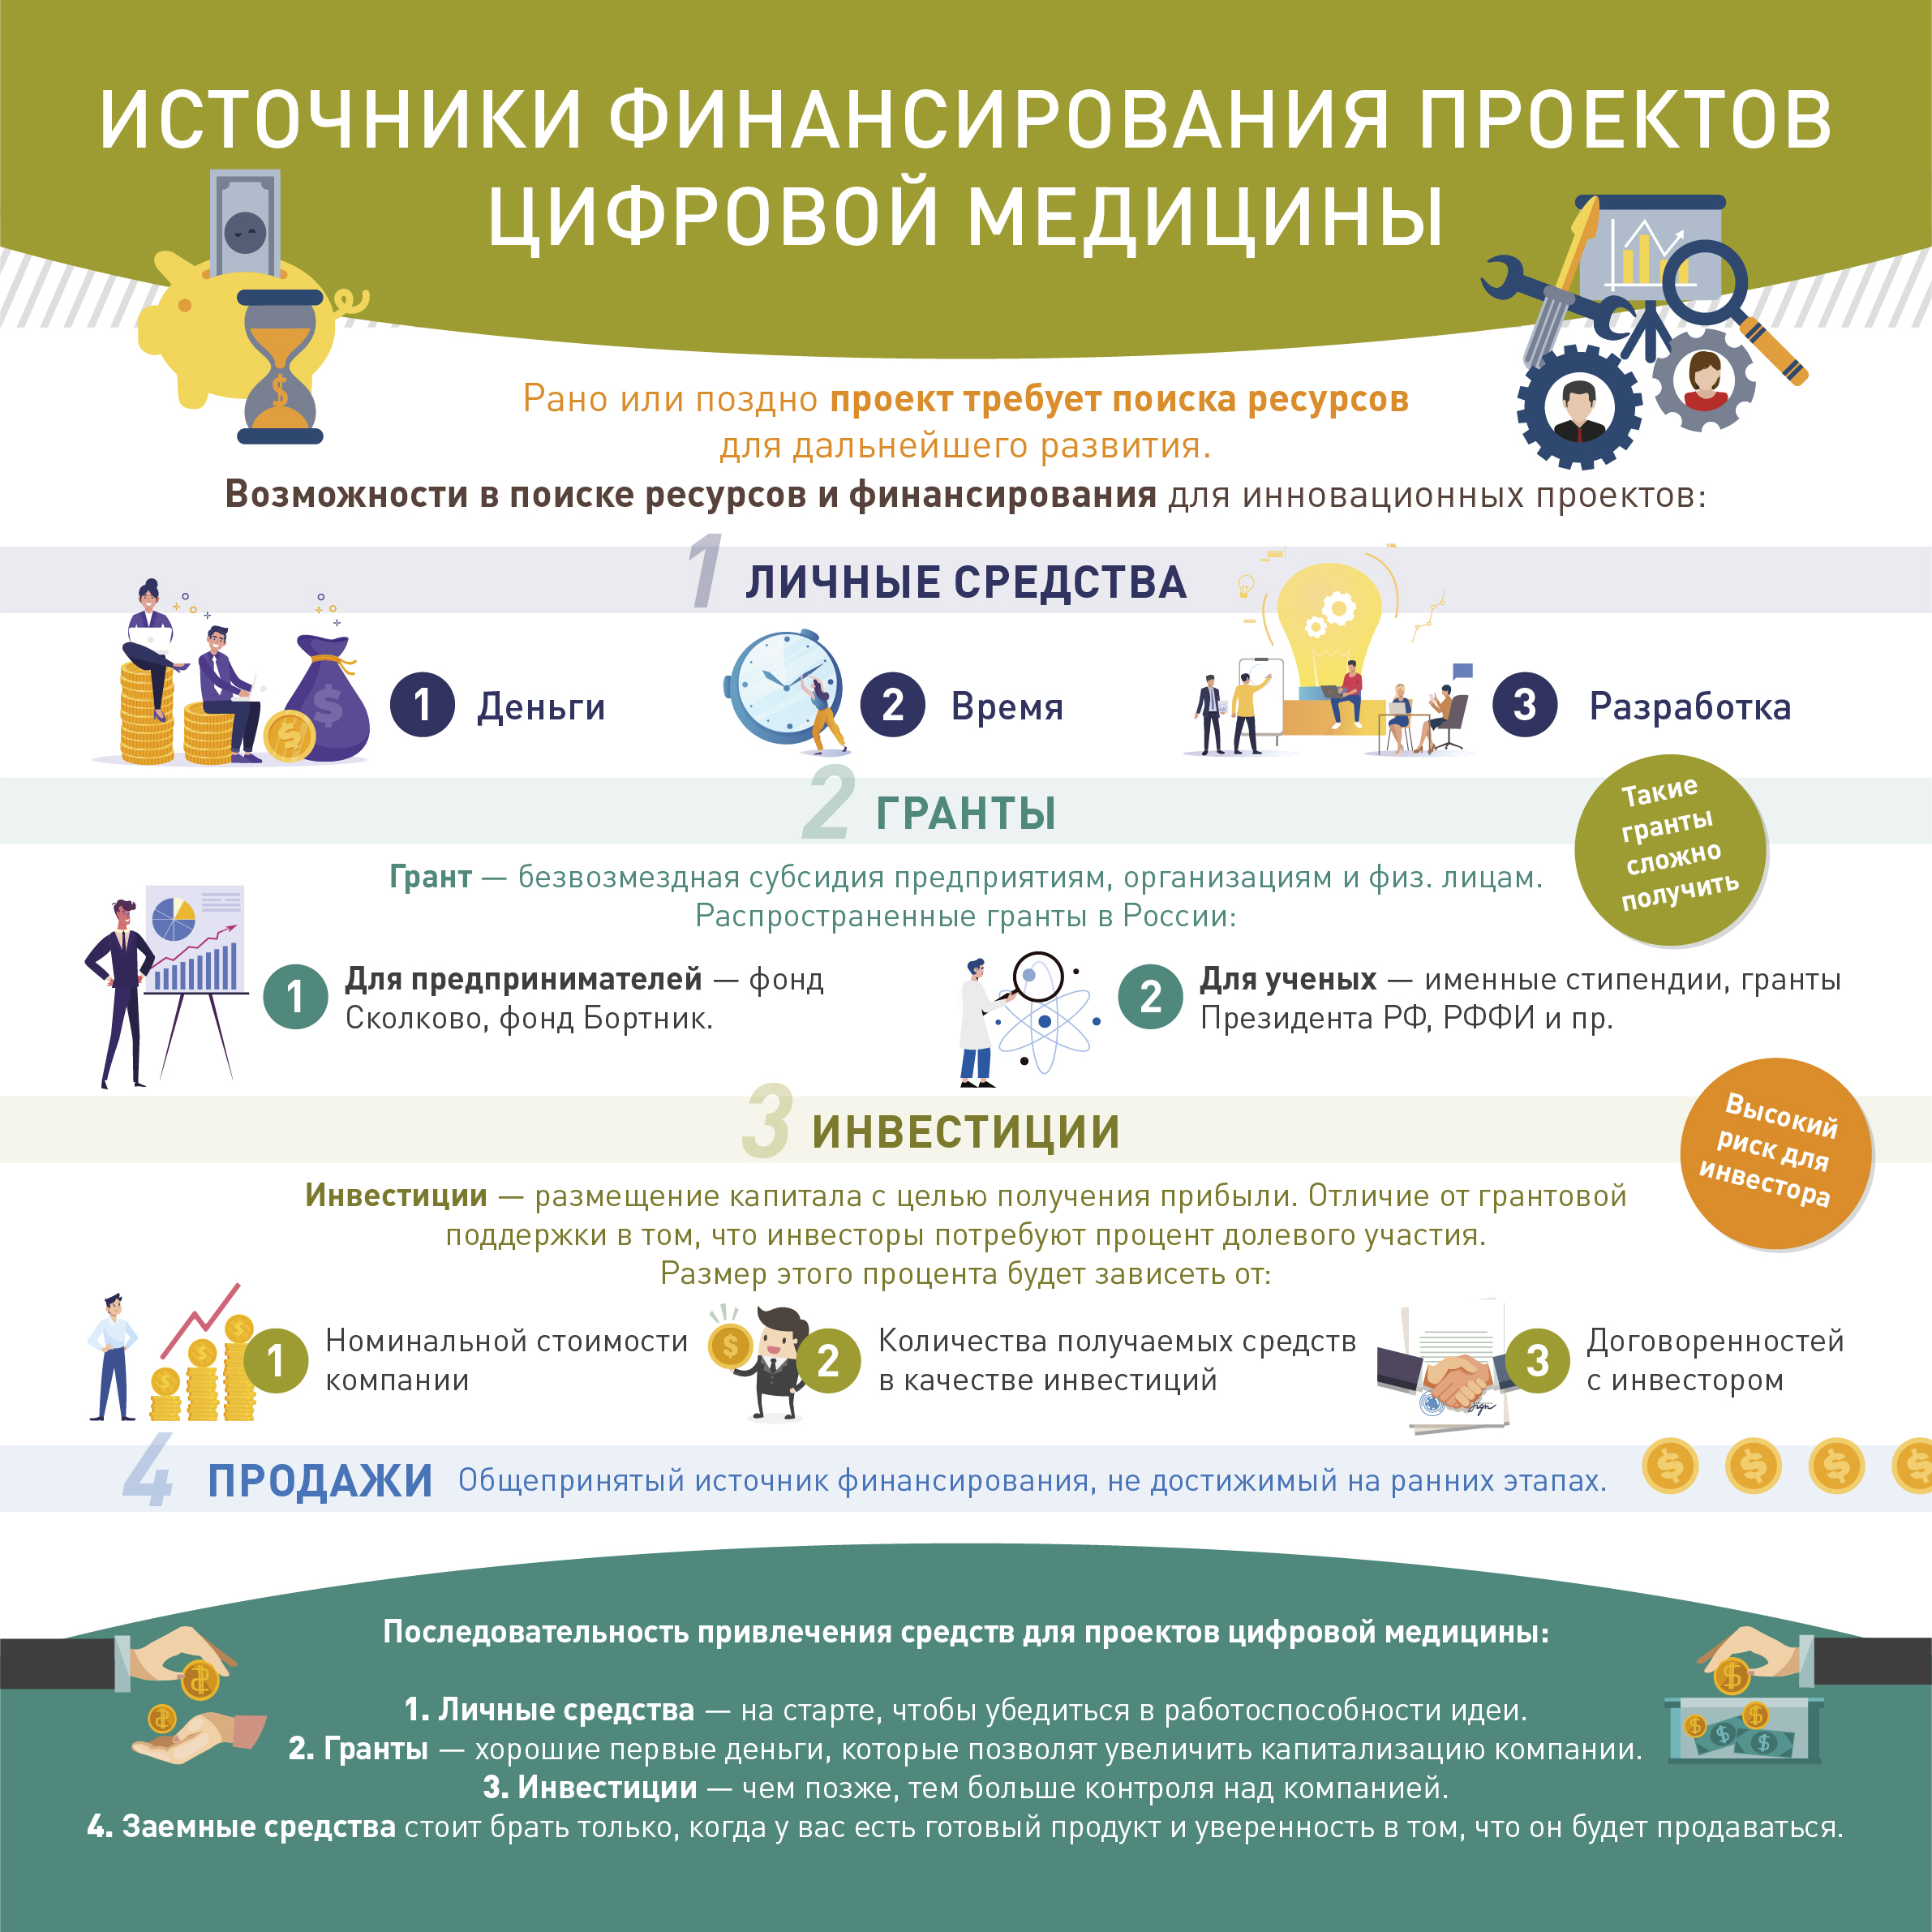 ИСТОЧНИКИ ФИНАНСИРОВАНИЯ ПРОЕКТОВ
ЦИФРОВОЙ МЕДИЦИНЫ
Рано или поздно проект требует поиска ресурсов
для дальнейшего развития.
Возможности в поиске ресурсов и финансирования для инновационных проектов:
1 ЛИЧНЫЕ СРЕДСТВА
1 Деньги
2 Время
3 Разработка
2 ГРАНТЫ
Такие
гранты
сложно
получить
Грант — безвозмездная субсидия предприятиям, организациям и физ. лицам.
Распространенные гранты в России:
1 Для предпринимателей — фонд
Сколково, фонд Бортник.
2 Для ученых — именные стипендии, гранты
Президента РФ, РФФИ и пр.
3 ИНВЕСТИЦИИ
Высокий
риск для
инвестора
Инвестиции — размещение капитала с целью получения прибыли. Отличие от грантовой
поддержки в том, что инвесторы потребуют процент долевого участия.
Размер этого процента будет зависеть от:
1 Номинальной стоимости
компании
2 Количества получаемых средств
в качестве инвестиций
3 Договоренностей
с инвестором
Sign
4 ПРОДАЖИ Общепринятый источник финансирования, не достижимый на ранних этапах.
Последовательность привлечения средств для проектов цифровой медицины:
1. Личные средства — на старте, чтобы убедиться в работоспособности идеи.
2. Гранты — хорошие первые деньги, которые позволят увеличить капитализацию компании.
3. Инвестиции — чем позже, тем больше контроля над компанией.
4. Заемные средства стоит брать только, когда у вас есть готовый продукт и уверенность в том, что он будет продаваться.